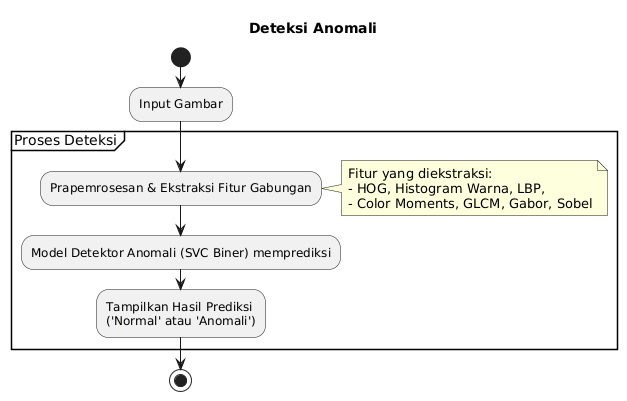 Deteksi Anomali
Input Gambar
Proses Deteksi
Prapemrosesan & Ekstraksi Fitur Gabungan
Fitur yang diekstraksi:
- HOG, Histogram Warna, LBP,
- Color Moments, GLCM, Gabor, Sobel
Model Detektor Anomali (SVC Biner) memprediksi
Tampilkan Hasil Prediksi
('Normal' atau 'Anomali')